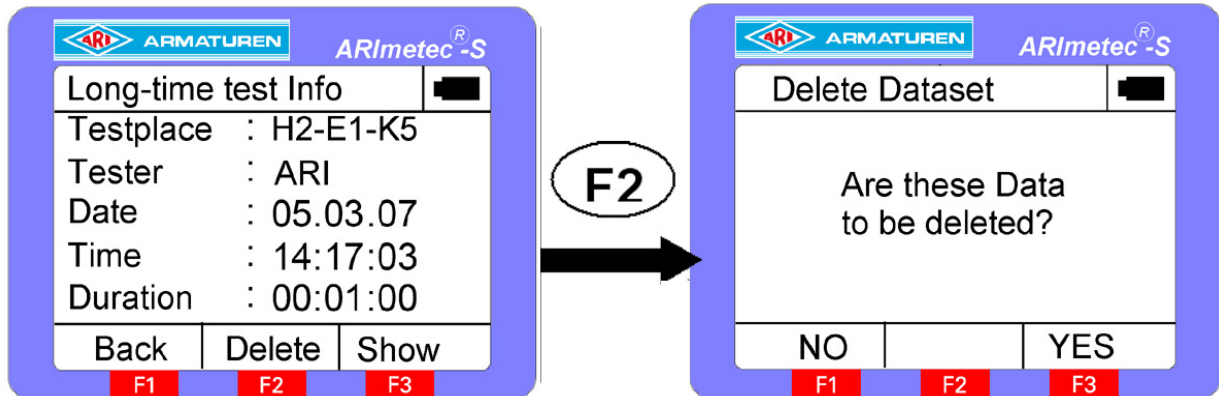 ARI ARMATUREN
ARImetec®-S
Long-time test Info
Testplace : H2-E1-K5
Tester : ARI
Date : 05.03.07
Time : 14:17:03
Duration : 00:01:00
Back Delete Show
F1 F2 F3
F2
ARI ARMATUREN
ARImetec®-S
Delete Dataset
Are these Data
to be deleted?
NO YES
F1 F2 F3